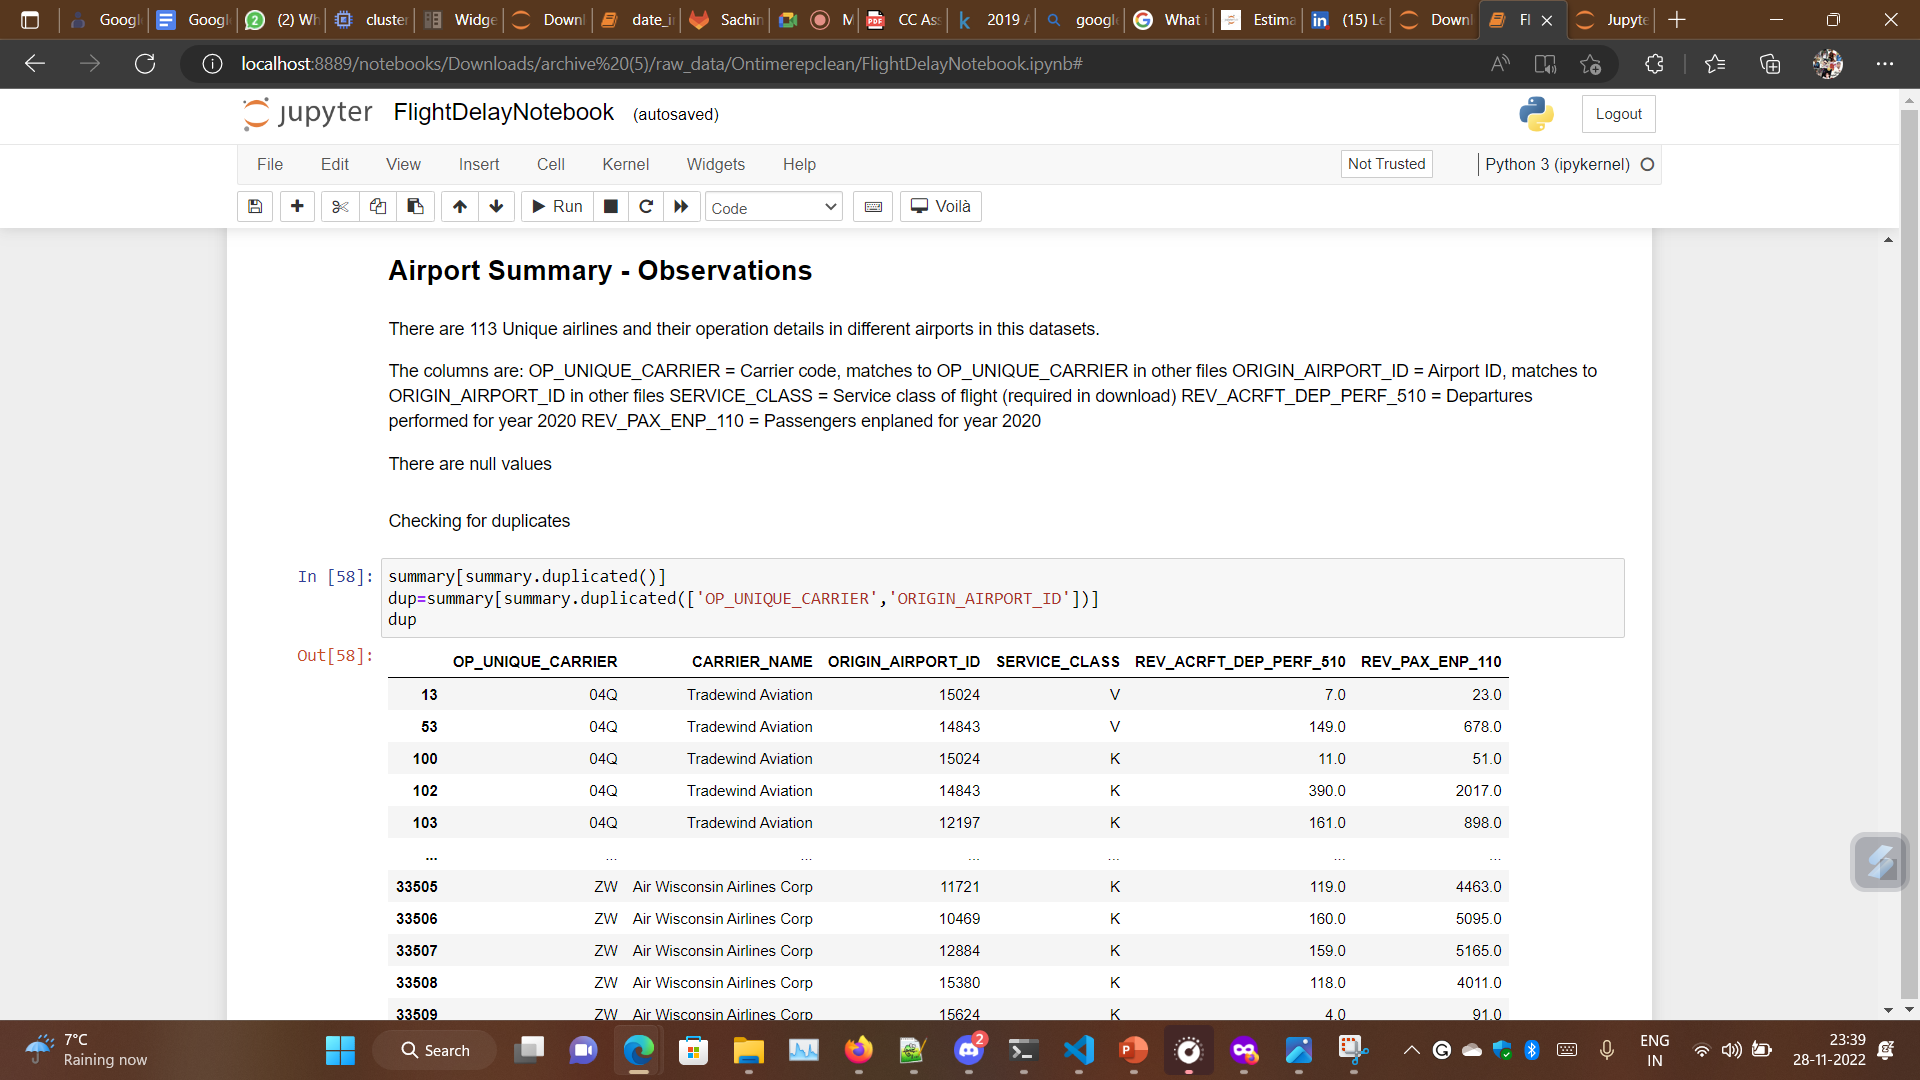 Googl
Googl
(2) Wh
cluster
Widge
Downl
date_i
Sachin
M
CC As
2019 A
googl
What i
Estima
(15) Le
Downl
Fl
Jupyte
localhost:8889/notebooks/Downloads/archive%20(5)/raw_data/Ontimerepclean/FlightDelayNotebook.ipynb#
jupyter FlightDelayNotebook (autosaved) Logout
File Edit View Insert Cell Kernel Widgets Help Not Trusted Python 3 (ipykernel)
Run Code Voilà
Airport Summary - Observations
There are 113 Unique airlines and their operation details in different airports in this datasets.
The columns are: OP_UNIQUE_CARRIER = Carrier code, matches to OP_UNIQUE_CARRIER in other files ORIGIN_AIRPORT_ID = Airport ID, matches to
ORIGIN_AIRPORT_ID in other files SERVICE_CLASS = Service class of flight (required in download) REV_ACRFT_DEP_PERF_510 = Departures
performed for year 2020 REV_PAX_ENP_110 = Passengers enplaned for year 2020
There are null values
Checking for duplicates
In [58]: summary[summary.duplicated()]
dup=summary[summary.duplicated(['OP_UNIQUE_CARRIER','ORIGIN_AIRPORT_ID'])]
dup
Out[58]:
OP_UNIQUE_CARRIER CARRIER_NAME ORIGIN_AIRPORT_ID SERVICE_CLASS REV_ACRFT_DEP_PERF_510 REV_PAX_ENP_110
13 04Q Tradewind Aviation 15024 V 7.0 23.0
53 04Q Tradewind Aviation 14843 V 149.0 678.0
100 04Q Tradewind Aviation 15024 K 11.0 51.0
102 04Q Tradewind Aviation 14843 K 390.0 2017.0
103 04Q Tradewind Aviation 12197 K 161.0 898.0
... ... ... ... ... ... ...
33505 ZW Air Wisconsin Airlines Corp 11721 K 119.0 4463.0
33506 ZW Air Wisconsin Airlines Corp 10469 K 160.0 5095.0
33507 ZW Air Wisconsin Airlines Corp 12884 K 159.0 5165.0
33508 ZW Air Wisconsin Airlines Corp 15380 K 118.0 4011.0
33509 ZW Air Wisconsin Airlines Corp 15624 K 4.0 91.0
7°C
Raining now
Search
2
ENG
IN
23:39
28-11-2022